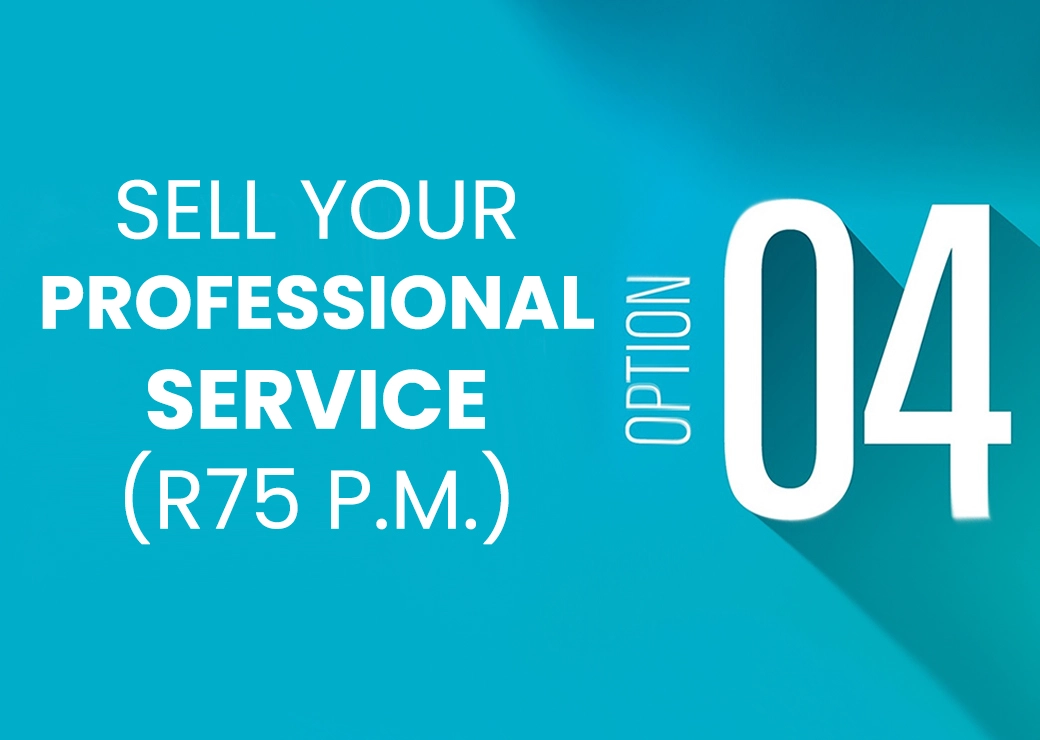 SELL YOUR
PROFESSIONAL
SERVICE
(R75 P.M.)
OPTION
04